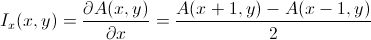 I_x(x, y) = \frac{\partial A(x, y)}{\partial x} = \frac{A(x + 1, y) - A(x - 1, y)}{2}